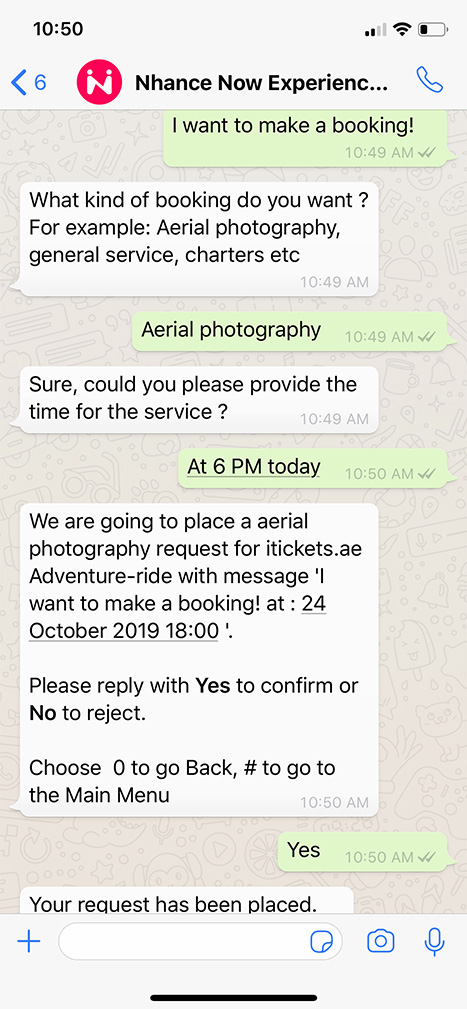 10:50
6
Nhance Now Experienc...
I want to make a booking!
10:49 AM
What kind of booking do you want ?
For example: Aerial photography,
general service, charters etc
10:49 AM
Aerial photography
10:49 AM
Sure, could you please provide the
time for the service ?
10:49 AM
At 6 PM today
10:50 AM
We are going to place a aerial
photography request for itickets.ae
Adventure-ride with message 'I
want to make a booking! at : 24
October 2019 18:00 '.
Please reply with Yes to confirm or
No to reject.
Choose  0 to go Back, # to go to
the Main Menu
10:50 AM
Yes
10:50 AM
Your request has been placed.